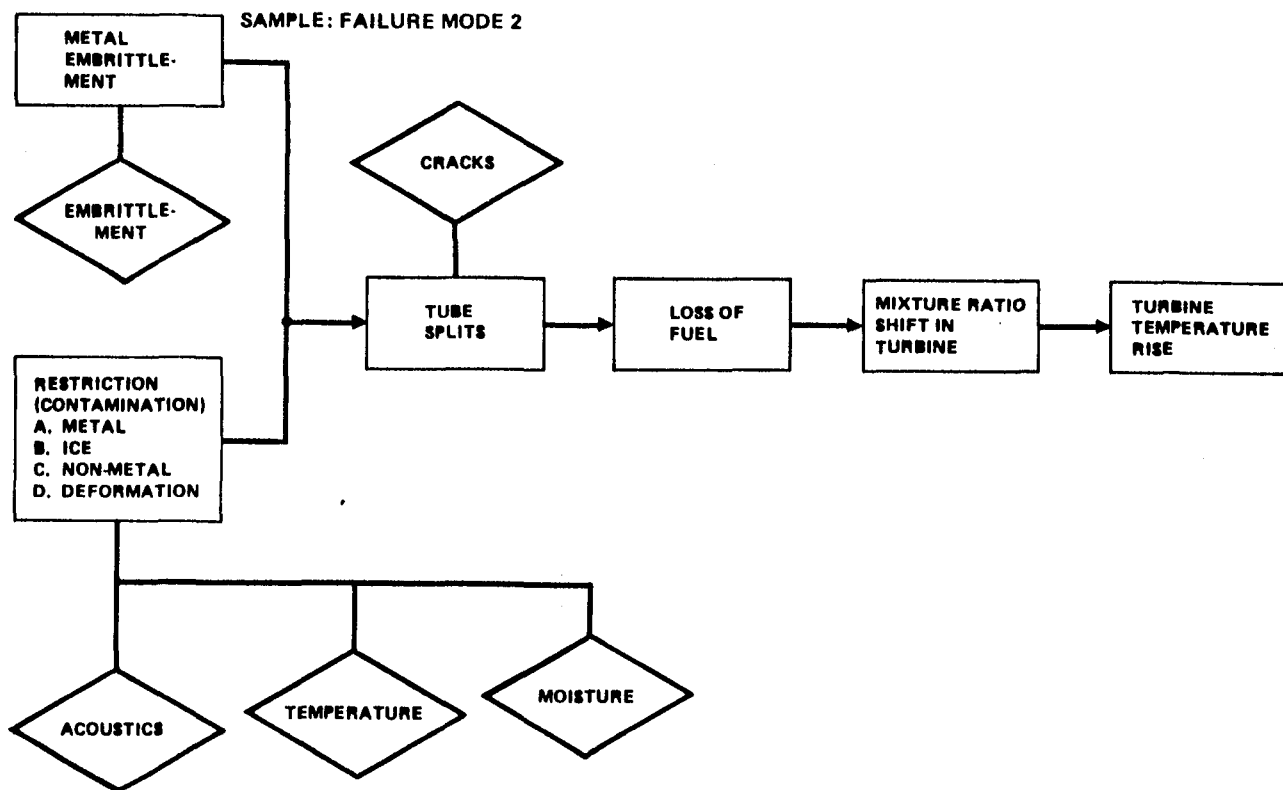 SAMPLE: FAILURE MODE 2
METAL
EMBRITTLE-
MENT
EMBRITTLE-
MENT
CRACKS
TUBE
SPLITS
LOSS OF
FUEL
MIXTURE RATIO
SHIFT IN
TURBINE
TURBINE
TEMPERATURE
RISE
RESTRICTION
(CONTAMINATION)
A. METAL
B. ICE
C. NON-METAL
D. DEFORMATION
ACOUSTICS
TEMPERATURE
MOISTURE